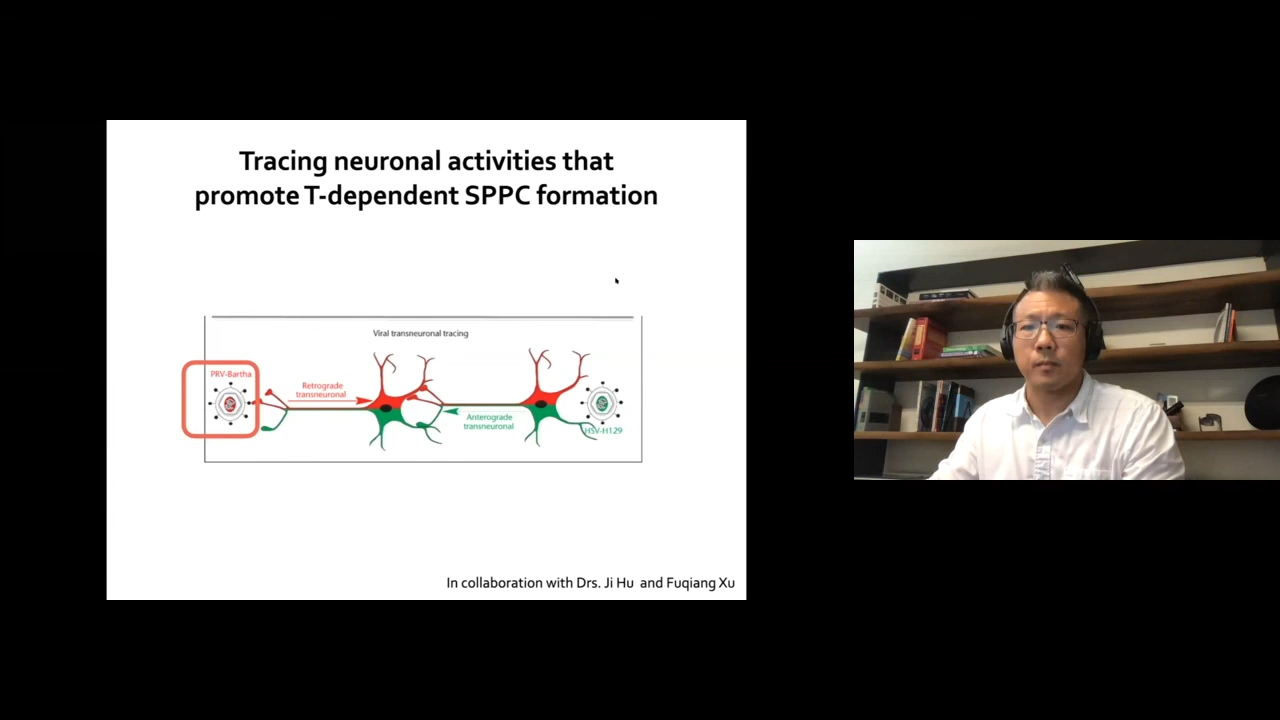 Tracing neuronal activities that
promote T-dependent SPPC formation
Viral transneuronal tracing
PRV-Bartha
Retrograde
transneuronal
Anterograde
transneuronal
HSV-H129
In collaboration with Drs. Ji Hu and Fuqiang Xu